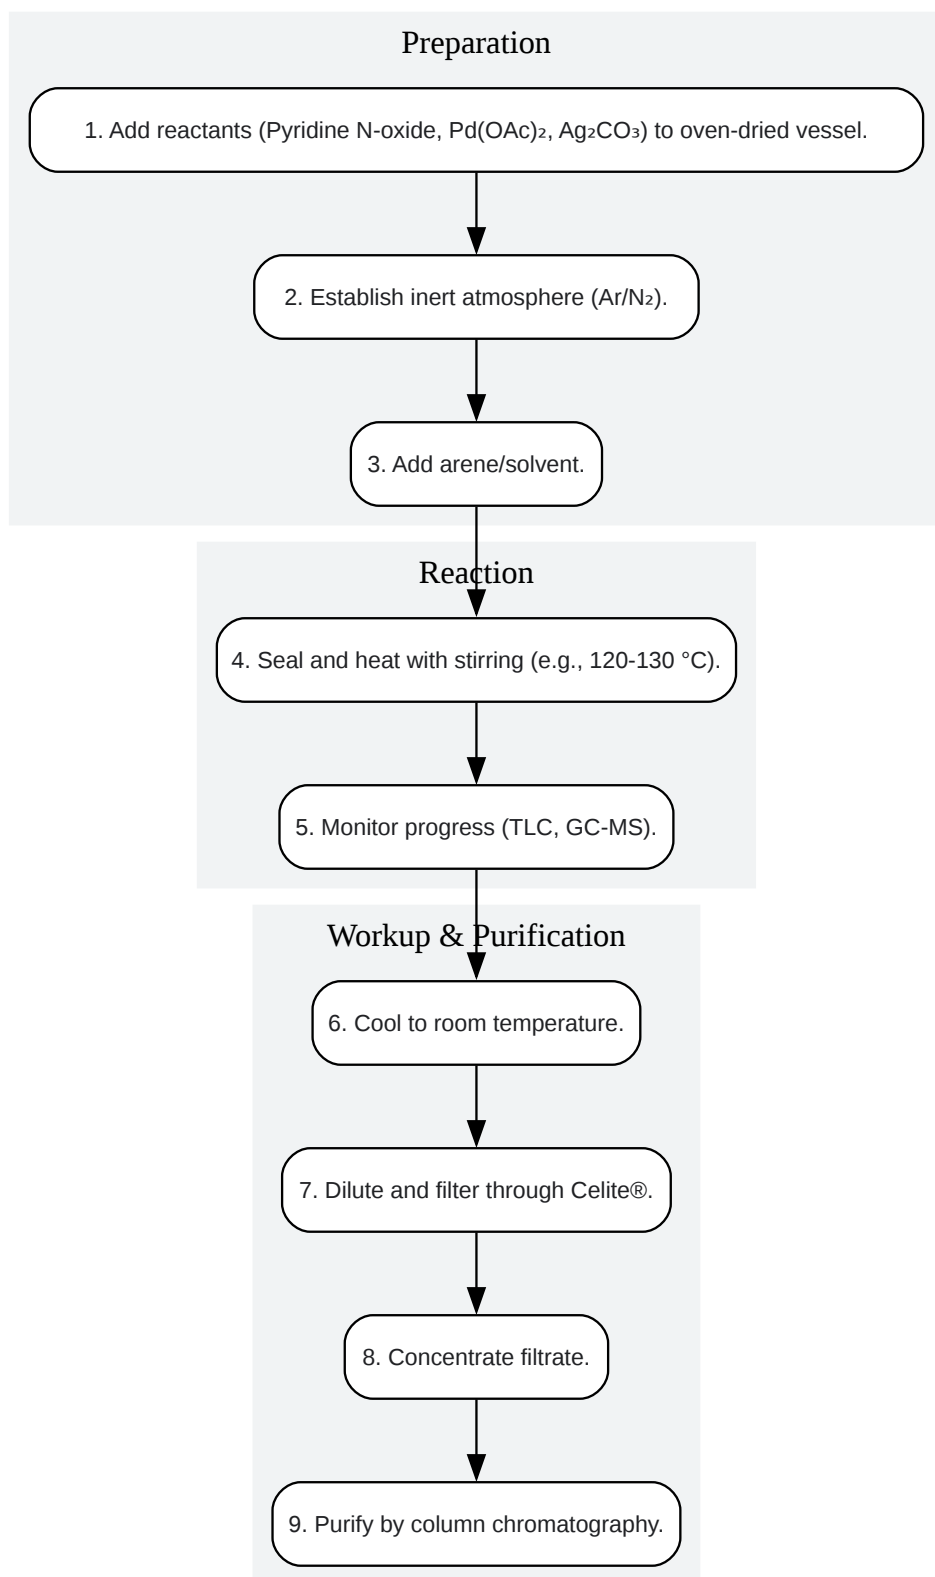 Preparation
1. Add reactants (Pyridine N-oxide, Pd(OAc)₂, Ag₂CO₃) to oven-dried vessel.
2. Establish inert atmosphere (Ar/N₂).
3. Add arene/solvent.
Reaction
4. Seal and heat with stirring (e.g., 120-130 °C).
5. Monitor progress (TLC, GC-MS).
Workup & Purification
6. Cool to room temperature.
7. Dilute and filter through Celite®.
8. Concentrate filtrate.
9. Purify by column chromatography.